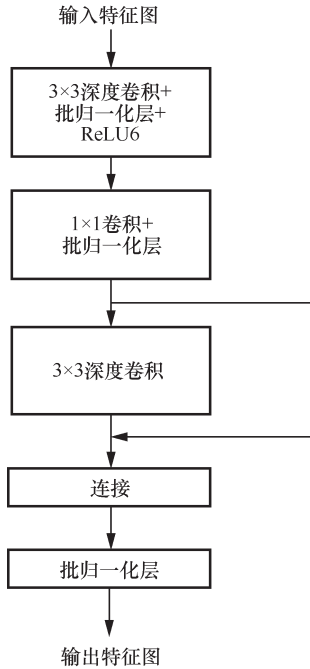 输入特征图
3×3深度卷积+
批归一化层+
ReLU6
1×1卷积+
批归一化层
3×3深度卷积
连接
批归一化层
输出特征图